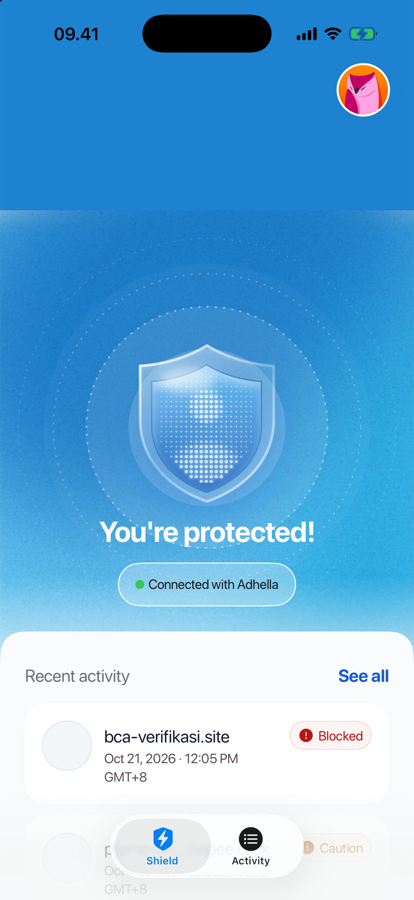 09.41
You're protected!
Connected with Adhella
Recent activity
See all
bca-verifikasi.site
Blocked
Oct 21, 2026 · 12:05 PM
GMT+8
Caution
GMT+8
Shield
Activity